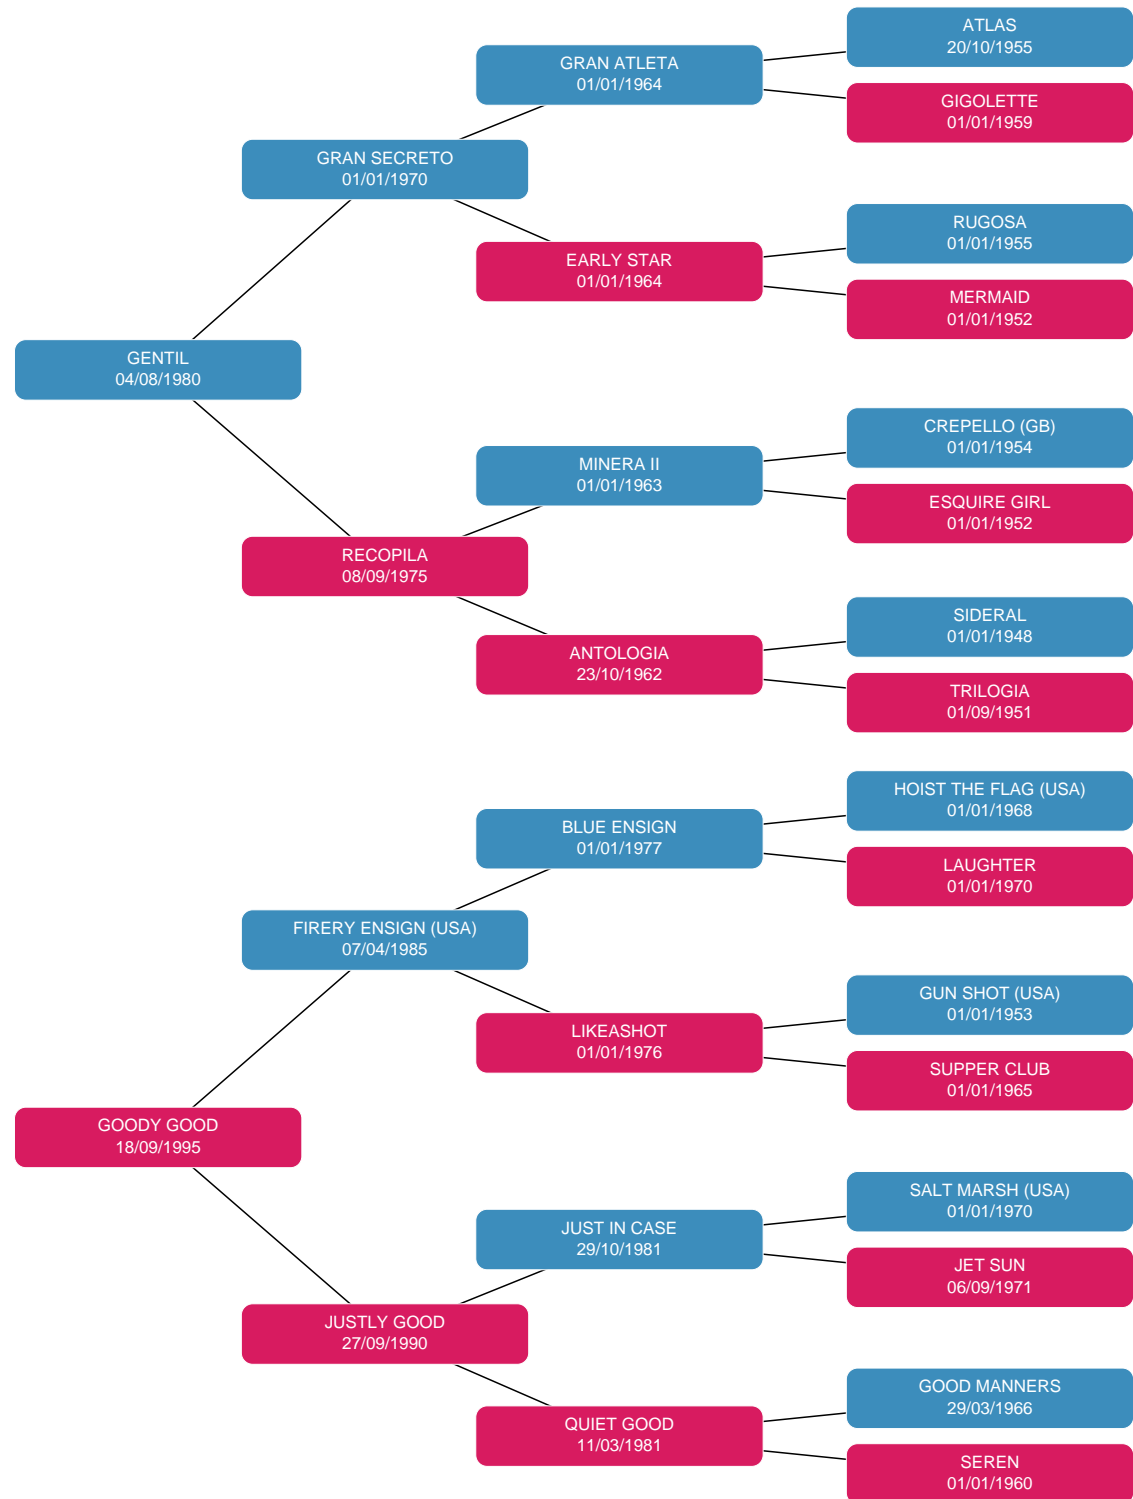 ATLAS
20/10/1955
GRAN ATLETA
01/01/1964
GIGOLETTE
01/01/1959
GRAN SECRETO
01/01/1970
RUGOSA
01/01/1955
EARLY STAR
01/01/1964
MERMAID
01/01/1952
GENTIL
04/08/1980
CREPELLO (GB)
01/01/1954
MINERA II
01/01/1963
ESQUIRE GIRL
01/01/1952
RECOPILA
08/09/1975
SIDERAL
01/01/1948
ANTOLOGIA
23/10/1962
TRILOGIA
01/09/1951
HOIST THE FLAG (USA)
01/01/1968
BLUE ENSIGN
01/01/1977
LAUGHTER
01/01/1970
FIRERY ENSIGN (USA)
07/04/1985
GUN SHOT (USA)
01/01/1953
LIKEASHOT
01/01/1976
SUPPER CLUB
01/01/1965
GOODY GOOD
18/09/1995
SALT MARSH (USA)
01/01/1970
JUST IN CASE
29/10/1981
JET SUN
06/09/1971
JUSTLY GOOD
27/09/1990
GOOD MANNERS
29/03/1966
QUIET GOOD
11/03/1981
SEREN
01/01/1960